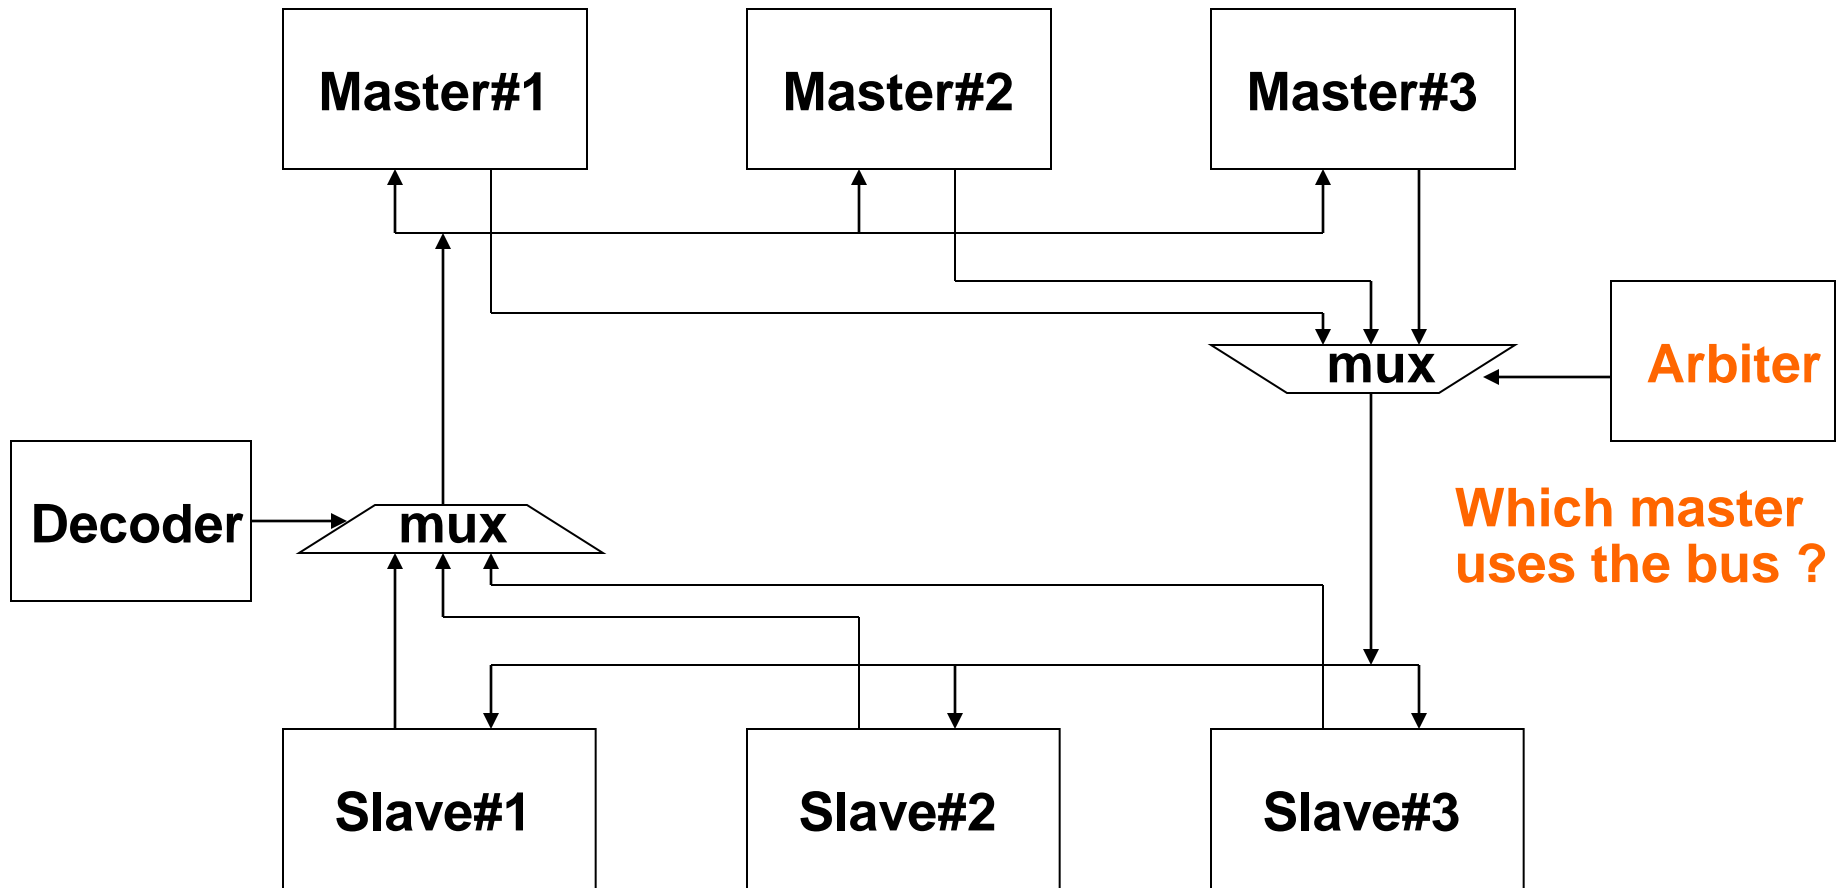 Master#1
Master#2
Master#3
mux
Arbiter
Decoder
mux
Which master
uses the bus ?
Slave#1
Slave#2
Slave#3